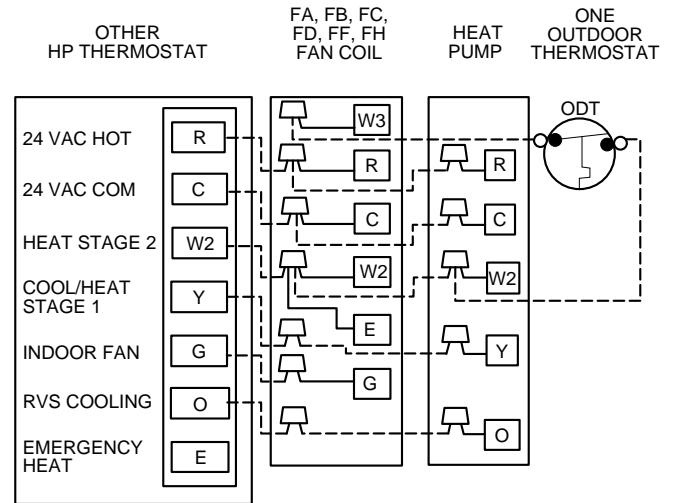 OTHER
HP THERMOSTAT
FA, FB, FC,
FD, FF, FH
FAN COIL
HEAT
PUMP
ONE
OUTDOOR
THERMOSTAT
24 VAC HOT
R
24 VAC COM
C
HEAT STAGE 2
W2
COOL/HEAT
STAGE 1
Y
INDOOR FAN
G
RVS COOLING
O
EMERGENCY
HEAT
E
W3
R
C
W2
E
G
R
C
W2
Y
O
ODT